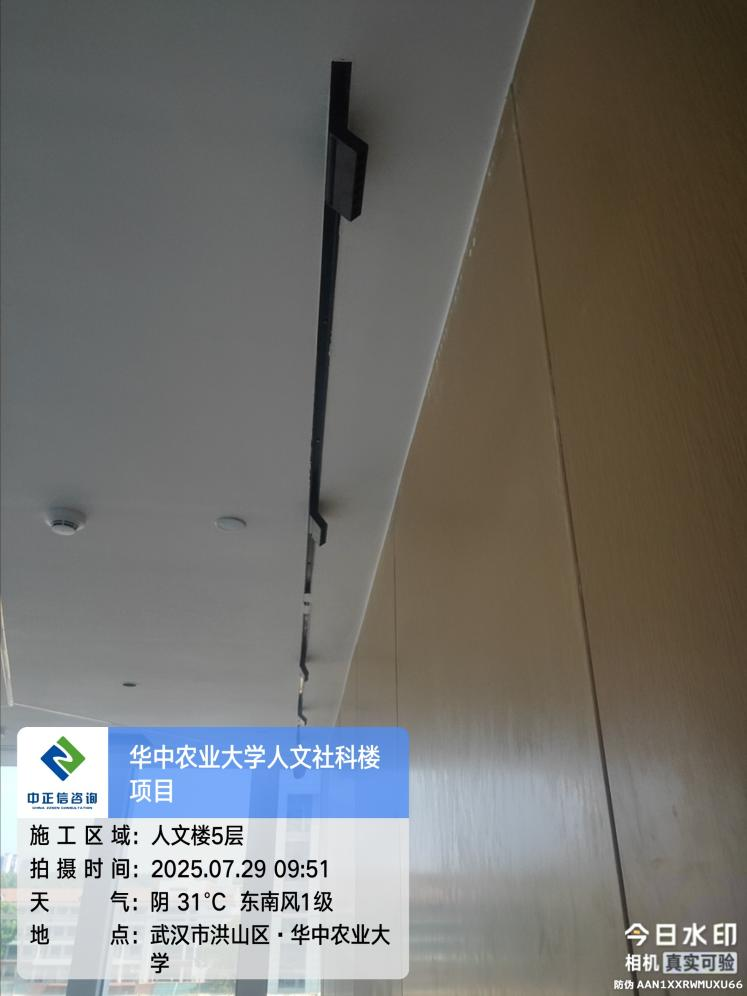 华中农业大学人文社科楼
项目
中正信咨询
CHINA ZOXIN CONSULTATION
施工区域：人文楼5层
拍摄时间：2025.07.29 09:51
天气：阴 31℃ 东南风1级
地点：武汉市洪山区·华中农业大
学
今日水印
相机 真实可验
防伪 AAN1XXRWMUXU66